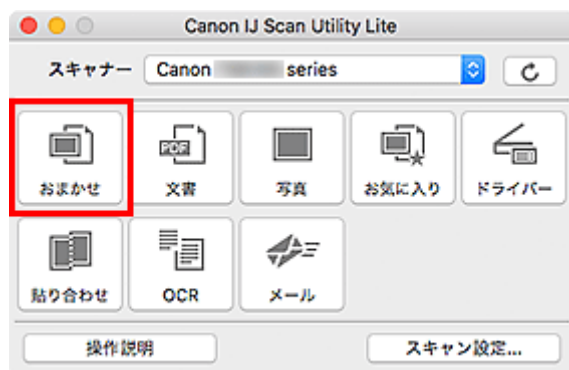 Canon IJ Scan Utility Lite
スキャナー Canon series
PDF
おまかせ 文書 写真 お気に入り ドライバー
貼り合わせ OCR メール
操作説明 スキャン設定...